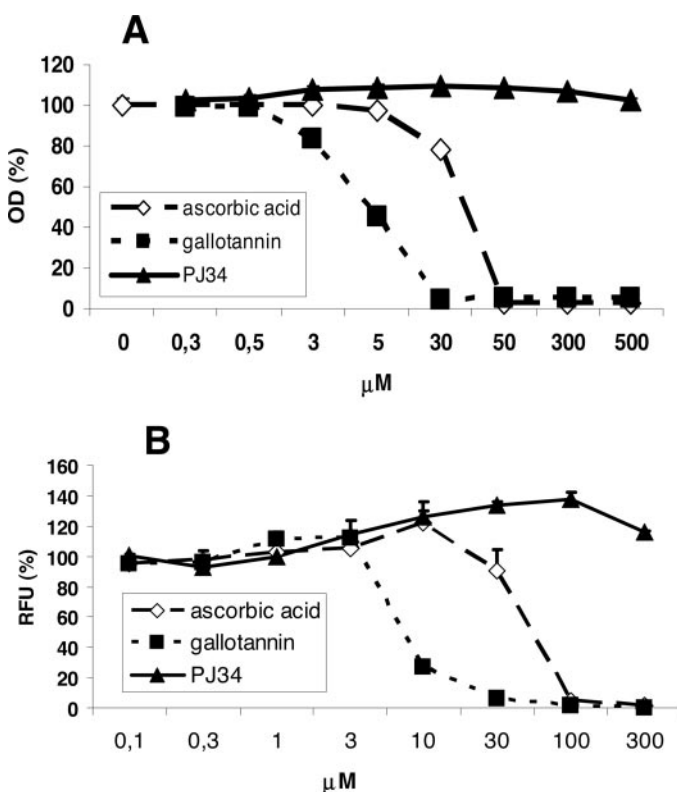 A
120
100
80
60
40
20
0
OD (%)
ascorbic acid
gallotannin
PJ34
0 0,3 0,5 3 5 30 50 300 500
μM
B
160
140
120
100
80
60
40
20
0
RFU (%)
ascorbic acid
gallotannin
PJ34
0,1 0,3 1 3 10 30 100 300
μM